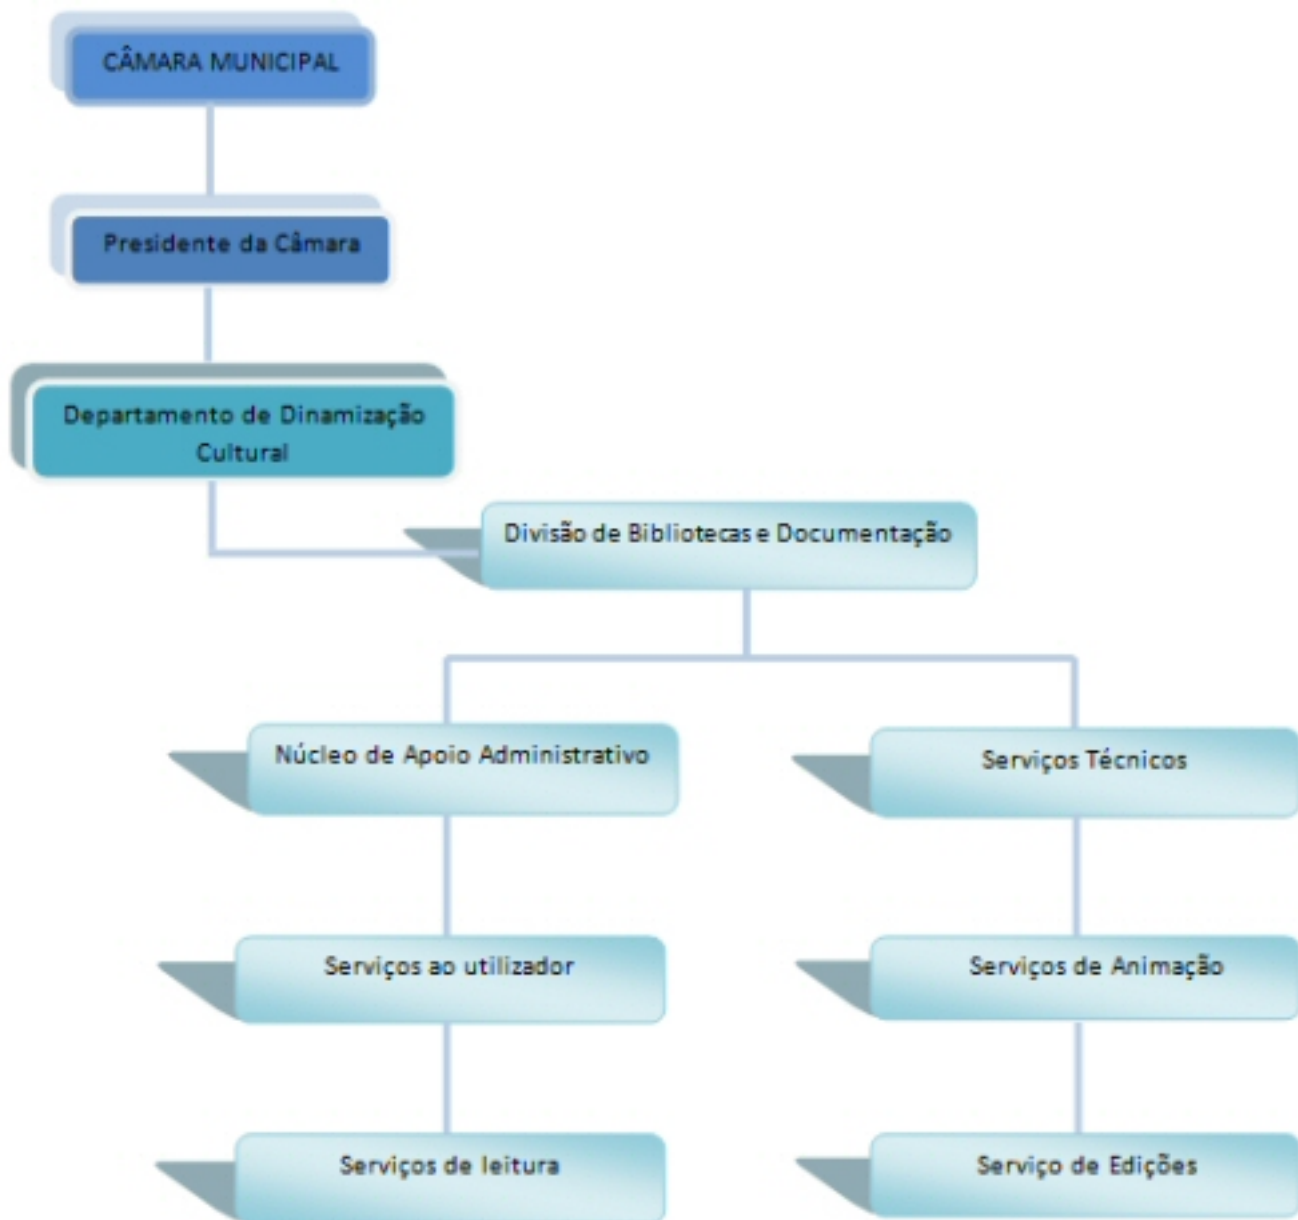 CÂMARA MUNICIPAL
Presidente da Câmara
Departamento de Dinamização
Cultural
Divisão de Bibliotecas e Documentação
Núcleo de Apoio Administrativo
Serviços Técnicos
Serviços ao utilizador
Serviços de Animação
Serviços de leitura
Serviço de Edições